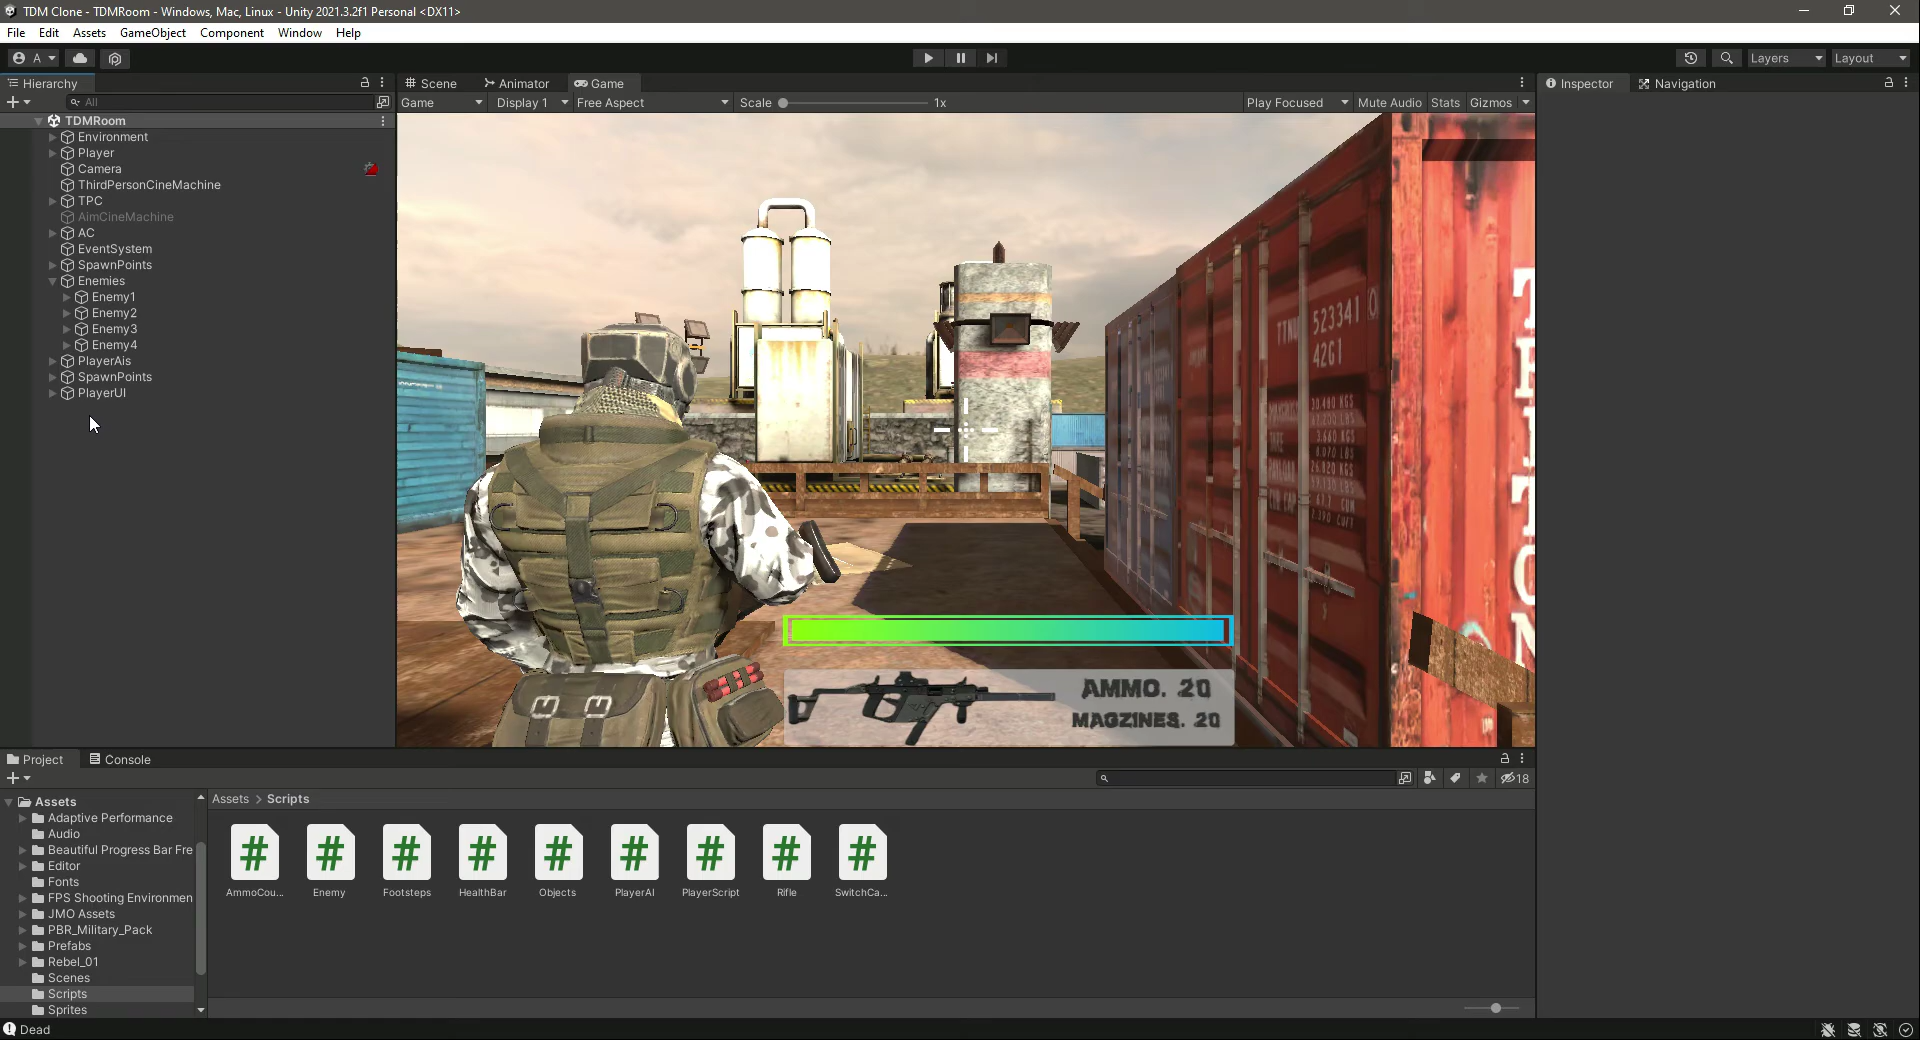 TDM Clone - TDMRoom - Windows, Mac, Linux - Unity 2021.3.2f1 Personal <DX11>
File Edit Assets GameObject Component Window Help
A
Layers
Layout
Hierarchy
All
TDMRoom
Environment
Player
Camera
ThirdPersonCineMachine
TPC
AimCineMachine
AC
EventSystem
SpawnPoints
Enemies
Enemy1
Enemy2
Enemy3
Enemy4
PlayerAis
SpawnPoints
PlayerUI
Scene Animator Game
Game Display 1 Free Aspect Scale 1x Play Focused Mute Audio Stats Gizmos
523341
42G1
30.480 KGS
AMMO. 20
MAGZINES. 20
Inspector Navigation
Project Console
18
Assets
Adaptive Performance
Audio
Beautiful Progress Bar Fre
Editor
Fonts
FPS Shooting Environmen
JMO Assets
PBR_Military_Pack
Prefabs
Rebel_01
Scenes
Scripts
Sprites
Assets > Scripts
AmmoCou... Enemy Footsteps HealthBar Objects PlayerAI PlayerScript Rifle SwitchCa...
Dead